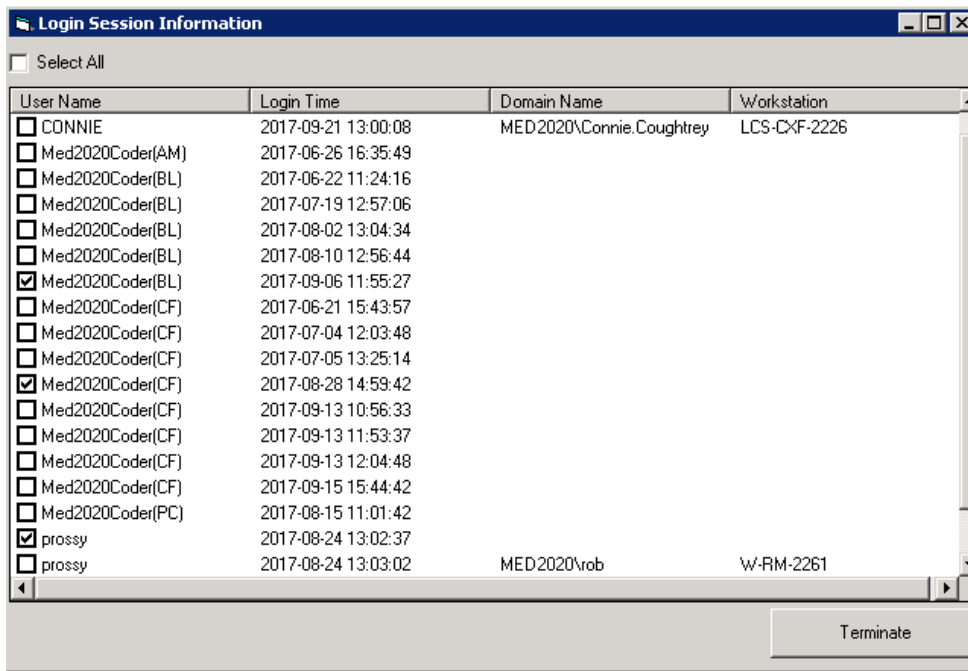 Login Session Information
Select All
User Name Login Time Domain Name Workstation
CONNIE 2017-09-21 13:00:08 MED2020\Connie.Coughtrey LCS-CXF-2226
Med2020Coder(AM) 2017-06-26 16:35:49
Med2020Coder(BL) 2017-06-22 11:24:16
Med2020Coder(BL) 2017-07-19 12:57:06
Med2020Coder(BL) 2017-08-02 13:04:34
Med2020Coder(BL) 2017-08-10 12:56:44
Med2020Coder(BL) 2017-09-06 11:55:27
Med2020Coder(CF) 2017-06-21 15:43:57
Med2020Coder(CF) 2017-07-04 12:03:48
Med2020Coder(CF) 2017-07-05 13:25:14
Med2020Coder(CF) 2017-08-28 14:59:42
Med2020Coder(CF) 2017-09-13 10:56:33
Med2020Coder(CF) 2017-09-13 11:53:37
Med2020Coder(CF) 2017-09-13 12:04:48
Med2020Coder(CF) 2017-09-15 15:44:42
Med2020Coder(PC) 2017-08-15 11:01:42
prossy 2017-08-24 13:02:37
prossy 2017-08-24 13:03:02 MED2020\rob W-RM-2261
Terminate